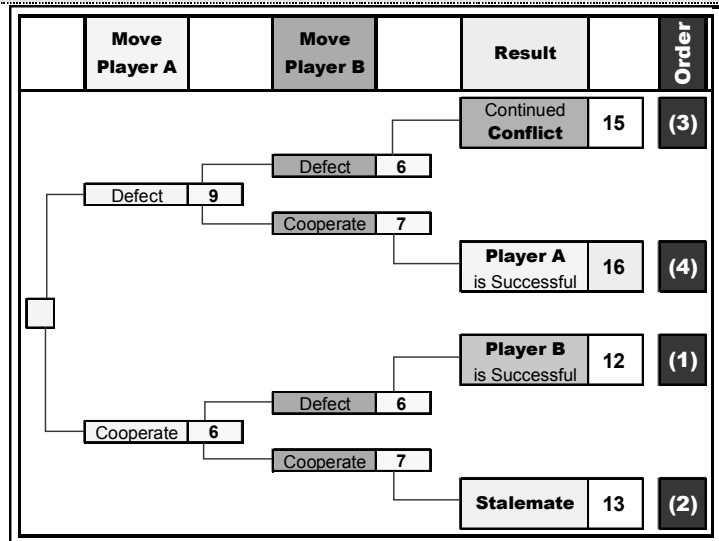 Move
Player A
Move
Player B
Result
Order
Continued
Conflict
15
(3)
Defect 6
Defect 9
Cooperate 7
Player A
is Successful
16
(4)
Player B
is Successful
12
(1)
Defect 6
Cooperate 6
Cooperate 7
Stalemate 13 (2)